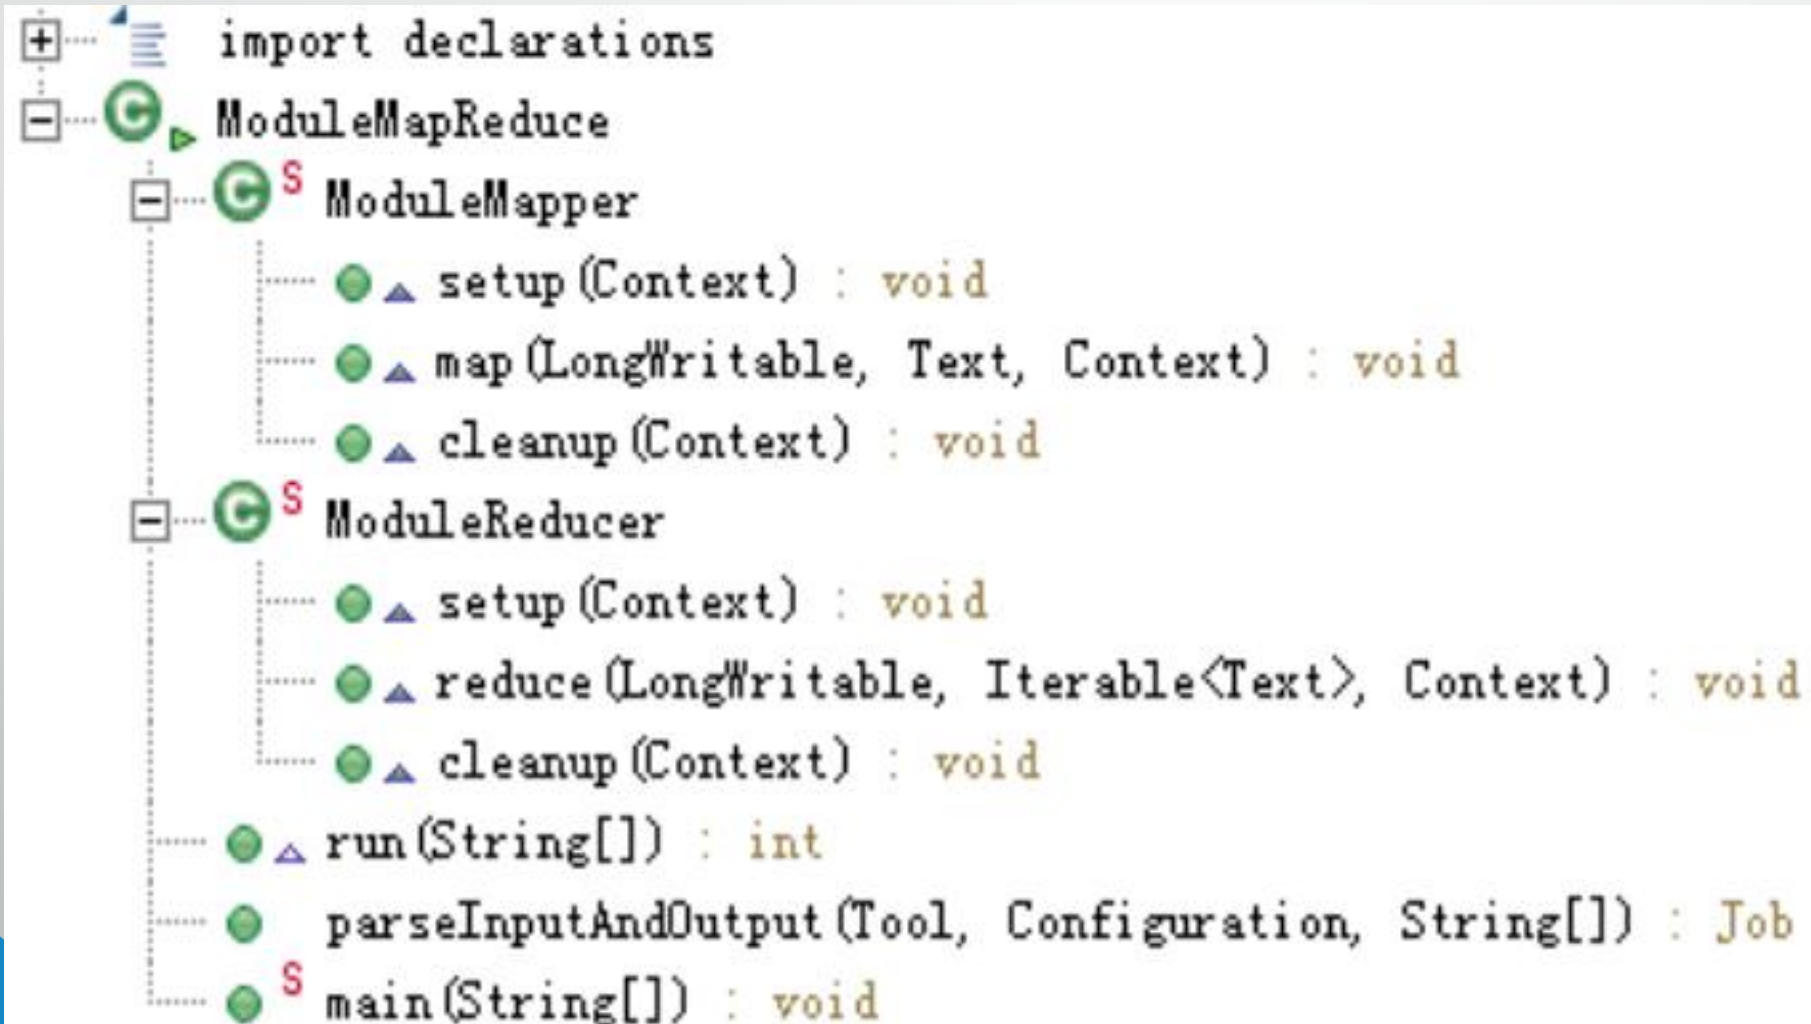 import declarations
ModuleMapReduce
S ModuleMapper
setup(Context) : void
map(LongWritable, Text, Context) : void
cleanup(Context) : void
S ModuleReducer
setup(Context) : void
reduce(LongWritable, Iterable<Text>, Context) : void
cleanup(Context) : void
run(String[]) : int
parseInputAndOutput(Tool, Configuration, String[]) : Job
S main(String[]) : void